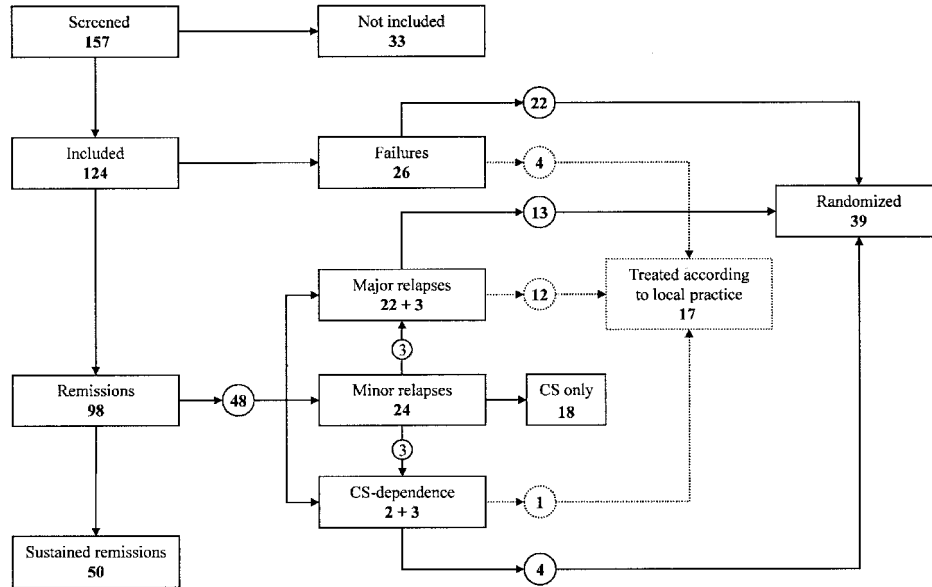 Screened
157
Not included
33
22
Included
124
Failures
26
4
13
Randomized
39
Major relapses
22 + 3
12
Treated according
to local practice
17
3
Remissions
98
48
Minor relapses
24
CS only
18
3
CS-dependence
2 + 3
1
Sustained remissions
50
4